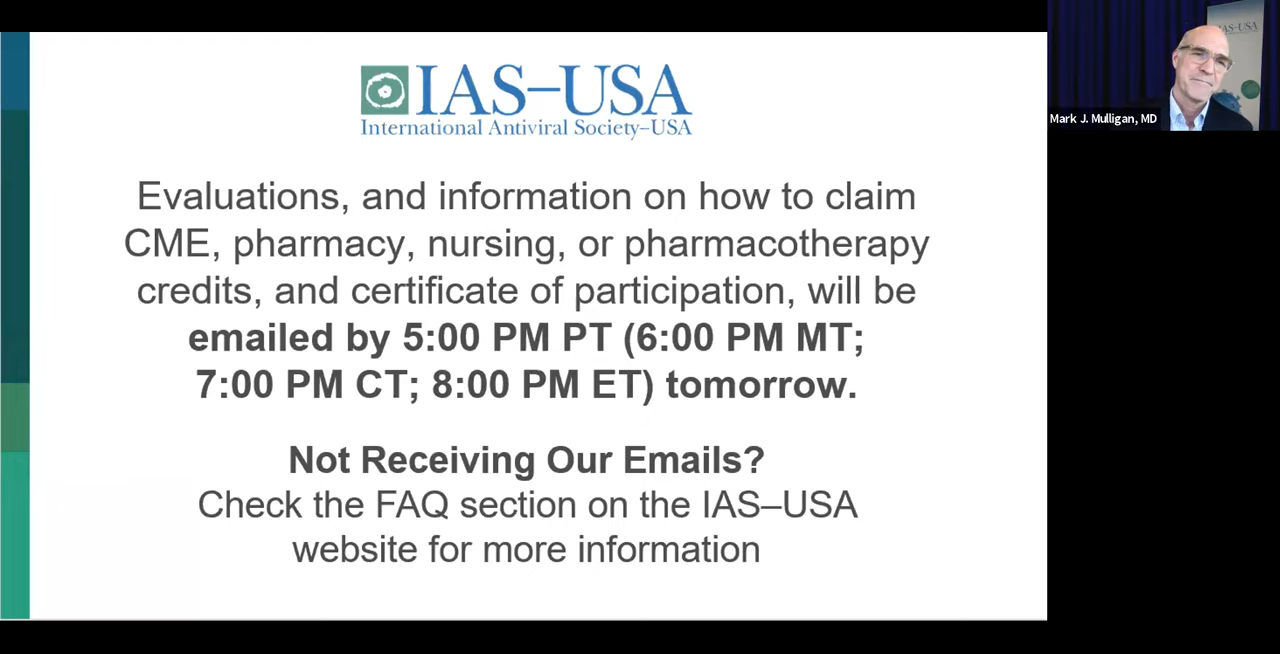 IAS–USA
International Antiviral Society–USA
Evaluations, and information on how to claim
CME, pharmacy, nursing, or pharmacotherapy
credits, and certificate of participation, will be
emailed by 5:00 PM PT (6:00 PM MT;
7:00 PM CT; 8:00 PM ET) tomorrow.
Not Receiving Our Emails?
Check the FAQ section on the IAS–USA
website for more information
IAS–USA
Mark J. Mulligan, MD